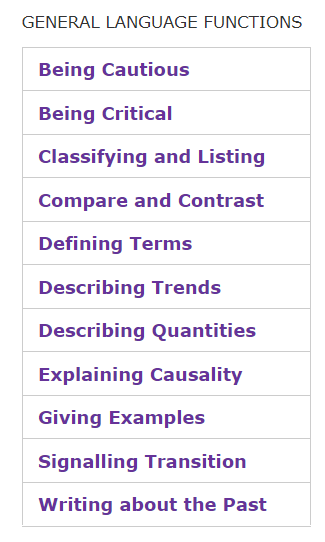 GENERAL LANGUAGE FUNCTIONS
Being Cautious
Being Critical
Classifying and Listing
Compare and Contrast
Defining Terms
Describing Trends
Describing Quantities
Explaining Causality
Giving Examples
Signalling Transition
Writing about the Past